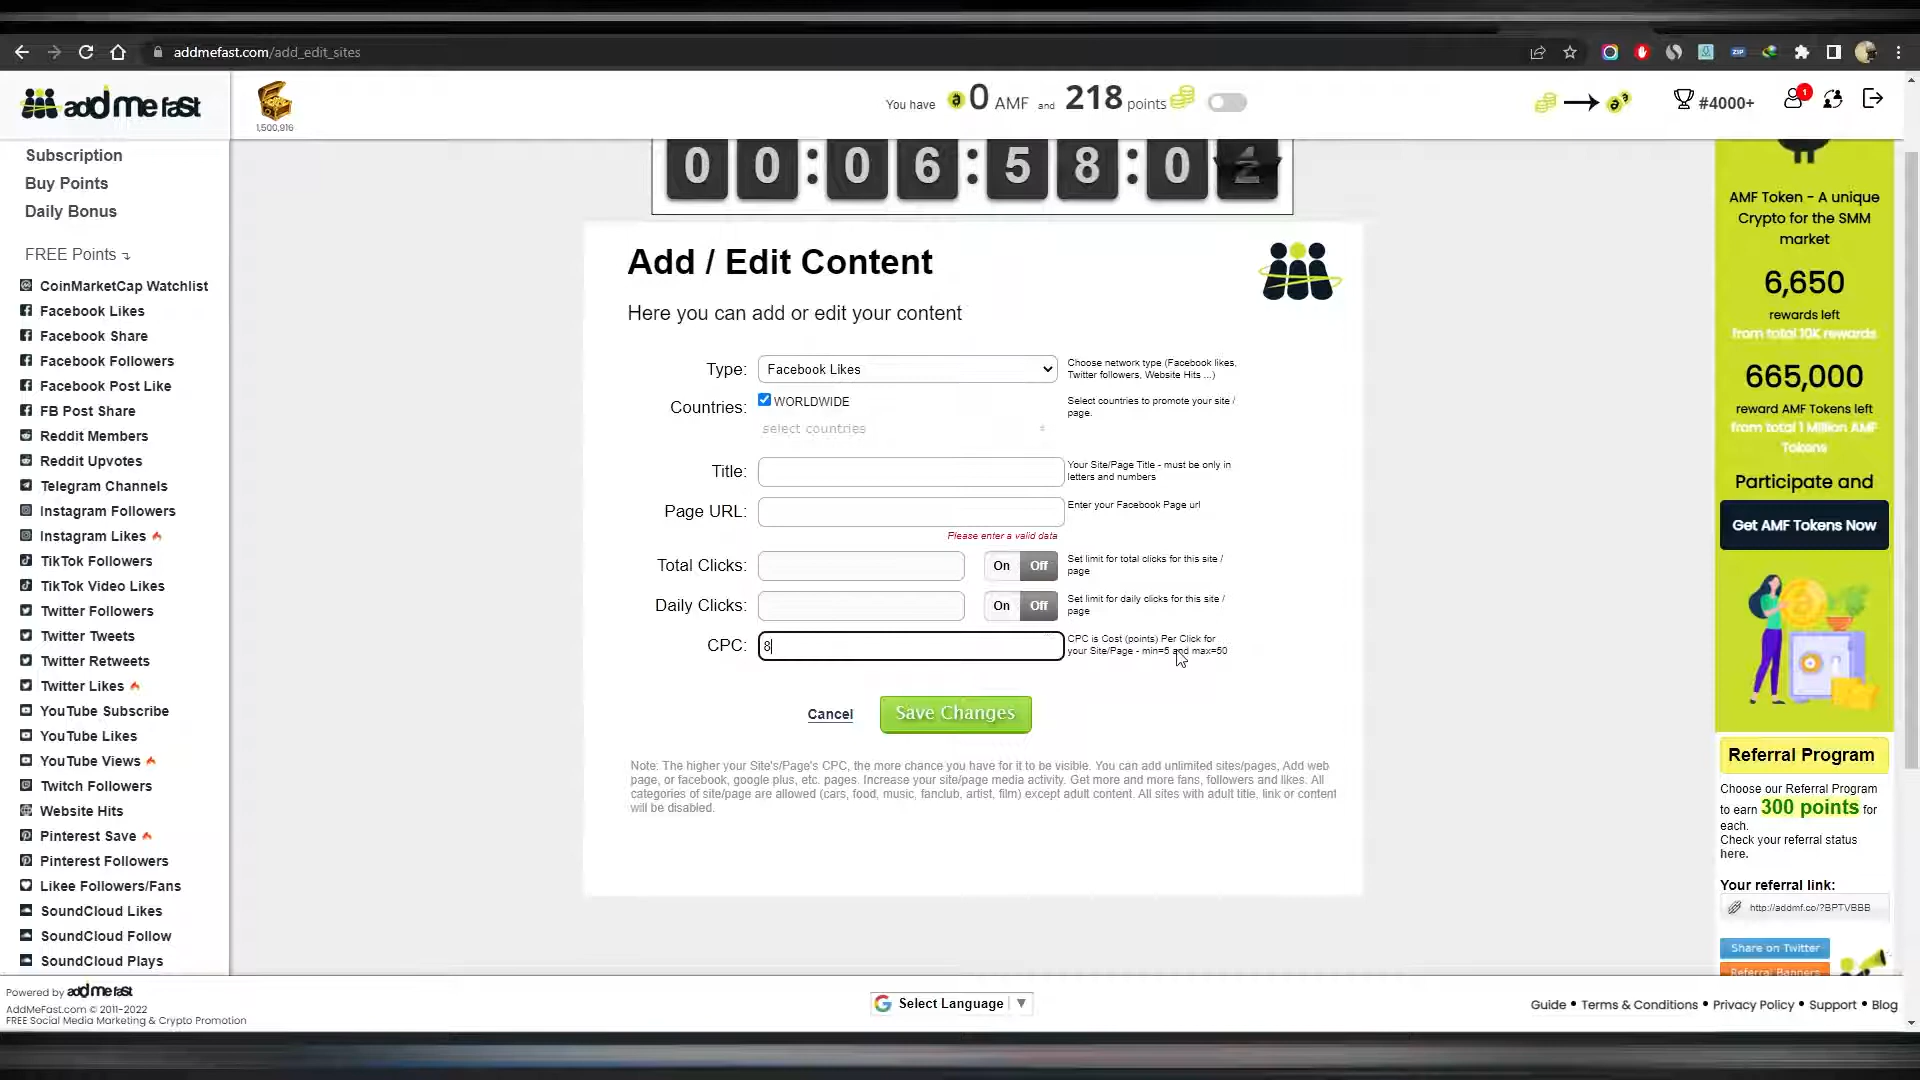 addmefast.com/add_edit_sites
add me fast
1,500,916
You have 0 AMF and 218 points
#4000+
1
Subscription
Buy Points
Daily Bonus
FREE Points
CoinMarketCap Watchlist
Facebook Likes
Facebook Share
Facebook Followers
Facebook Post Like
FB Post Share
Reddit Members
Reddit Upvotes
Telegram Channels
Instagram Followers
Instagram Likes
TikTok Followers
TikTok Video Likes
Twitter Followers
Twitter Tweets
Twitter Retweets
Twitter Likes
YouTube Subscribe
YouTube Likes
YouTube Views
Twitch Followers
Website Hits
Pinterest Save
Pinterest Followers
Likee Followers/Fans
SoundCloud Likes
SoundCloud Follow
SoundCloud Plays
00:06:58:0
Add / Edit Content
Here you can add or edit your content
Type: Facebook Likes
Choose network type (Facebook likes,
Twitter followers, Website Hits ...)
Countries: WORLDWIDE
select countries
Select countries to promote your site /
page.
Title:
Your Site/Page Title - must be only in
letters and numbers
Page URL:
Enter your Facebook Page url
Please enter a valid data
Total Clicks: On Off
Set limit for total clicks for this site /
page
Daily Clicks: On Off
Set limit for daily clicks for this site /
page
CPC: 8
CPC is Cost (points) Per Click for
your Site/Page - min=5 and max=50
Cancel Save Changes
Note: The higher your Site's/Page's CPC, the more chance you have for it to be visible. You can add unlimited sites/pages, Add web
page, or facebook, google plus, etc. pages. Increase your site/page media activity. Get more and more fans, followers and likes. All
categories of site/page are allowed (cars, food, music, fanclub, artist, film) except adult content. All sites with adult title, link or content
will be disabled.
AMF Token - A unique
Crypto for the SMM
market
6,650
rewards left
from total 10K rewards
665,000
reward AMF Tokens left
from total 1 Million AMF
Tokens
Participate and
Get AMF Tokens Now
Referral Program
Choose our Referral Program
to earn 300 points for
each.
Check your referral status
here.
Your referral link:
http://addmf.co/?BPTVBBB
Share on Twitter
Referral Banners
Powered by add me fast
AddMeFast.com © 2011-2022
FREE Social Media Marketing & Crypto Promotion
Select Language ▼
Guide • Terms & Conditions • Privacy Policy • Support • Blog